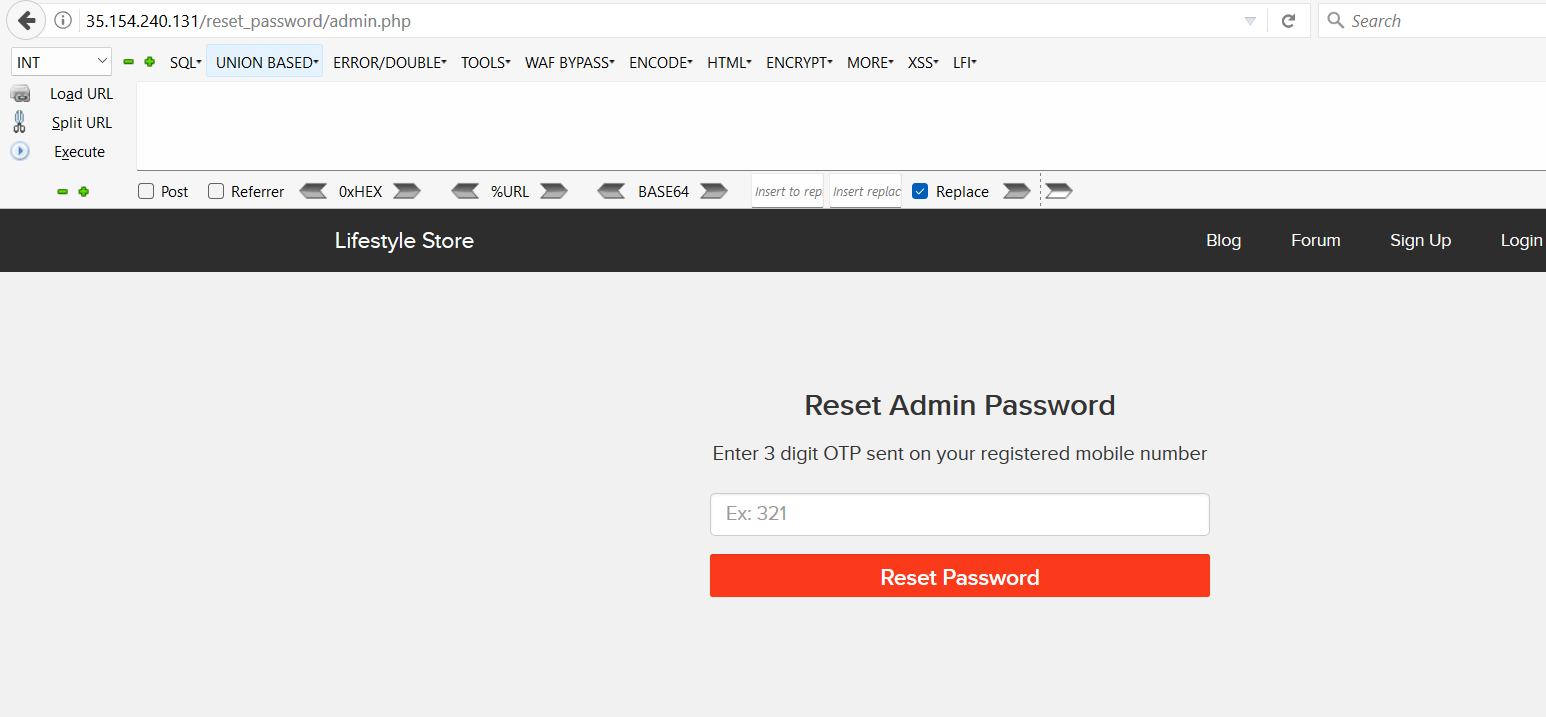 35.154.240.131/reset_password/admin.php
Search
INT
SQL
UNION BASED
ERROR/DOUBLE
TOOLS
WAF BYPASS
ENCODE
HTML
ENCRYPT
MORE
XSS
LFI
Load URL
Split URL
Execute
Post
Referrer
0xHEX
%URL
BASE64
Insert to rep
Insert replac
Replace
Lifestyle Store
Blog
Forum
Sign Up
Login
Reset Admin Password
Enter 3 digit OTP sent on your registered mobile number
Ex: 321
Reset Password